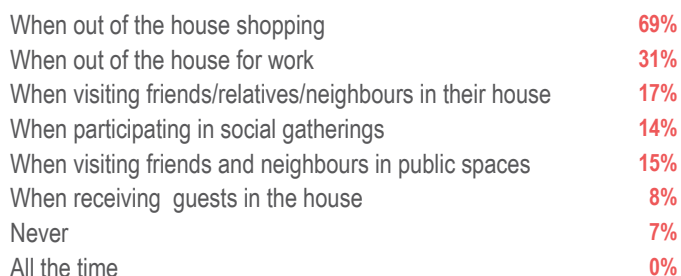 When out of the house shopping 69%
When out of the house for work 31%
When visiting friends/relatives/neighbours in their house 17%
When participating in social gatherings 14%
When visiting friends and neighbours in public spaces 15%
When receiving guests in the house 8%
Never 7%
All the time 0%